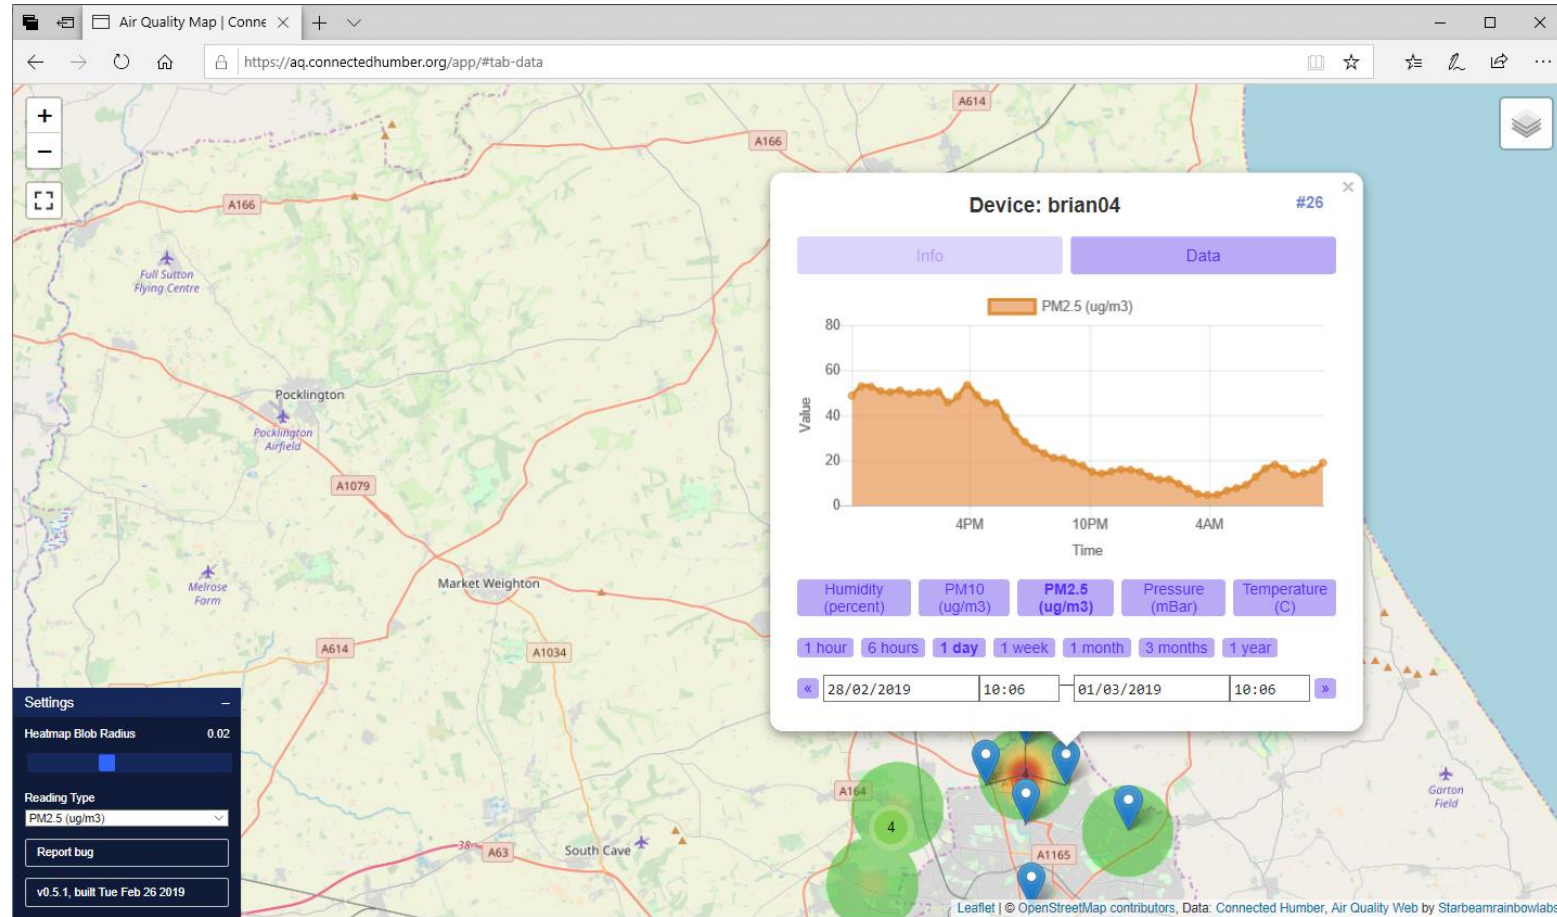 Air Quality Map | Conne
https://aq.connectedhumber.org/app/#tab-data
+
−
A614
A166
A166
Full Sutton
Flying Centre
Pocklington
Pocklington
Airfield
A1079
Melrose
Farm
Market Weighton
A614
A1034
Device: brian04
#26
×
Info
Data
PM2.5 (ug/m3)
80
60
40
20
0
Value
4PM
10PM
4AM
Time
Humidity
(percent)
PM10
(ug/m3)
PM2.5
(ug/m3)
Pressure
(mBar)
Temperature
(C)
1 hour
6 hours
1 day
1 week
1 month
3 months
1 year
«
28/02/2019
10:06
01/03/2019
10:06
»
Settings
−
Heatmap Blob Radius
0.02
Reading Type
PM2.5 (ug/m3)
Report bug
v0.5.1, built Tue Feb 26 2019
38
A63
South Cave
A164
4
4
A1165
Garton
Field
Leaflet | © OpenStreetMap contributors, Data: Connected Humber, Air Quality Web by Starbeamrainbowlabs